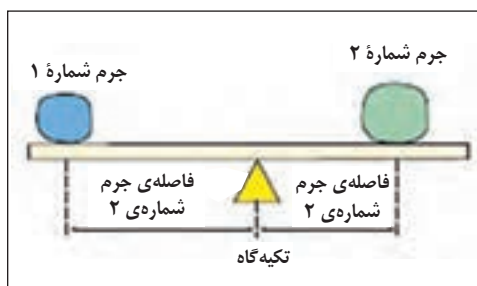 جرم شمارهٔ ۲
جرم شمارهٔ ۱
فاصله‌ی جرم
شماره‌ی ۲
فاصله‌ی جرم
شماره‌ی ۲
تکیه‌گاه